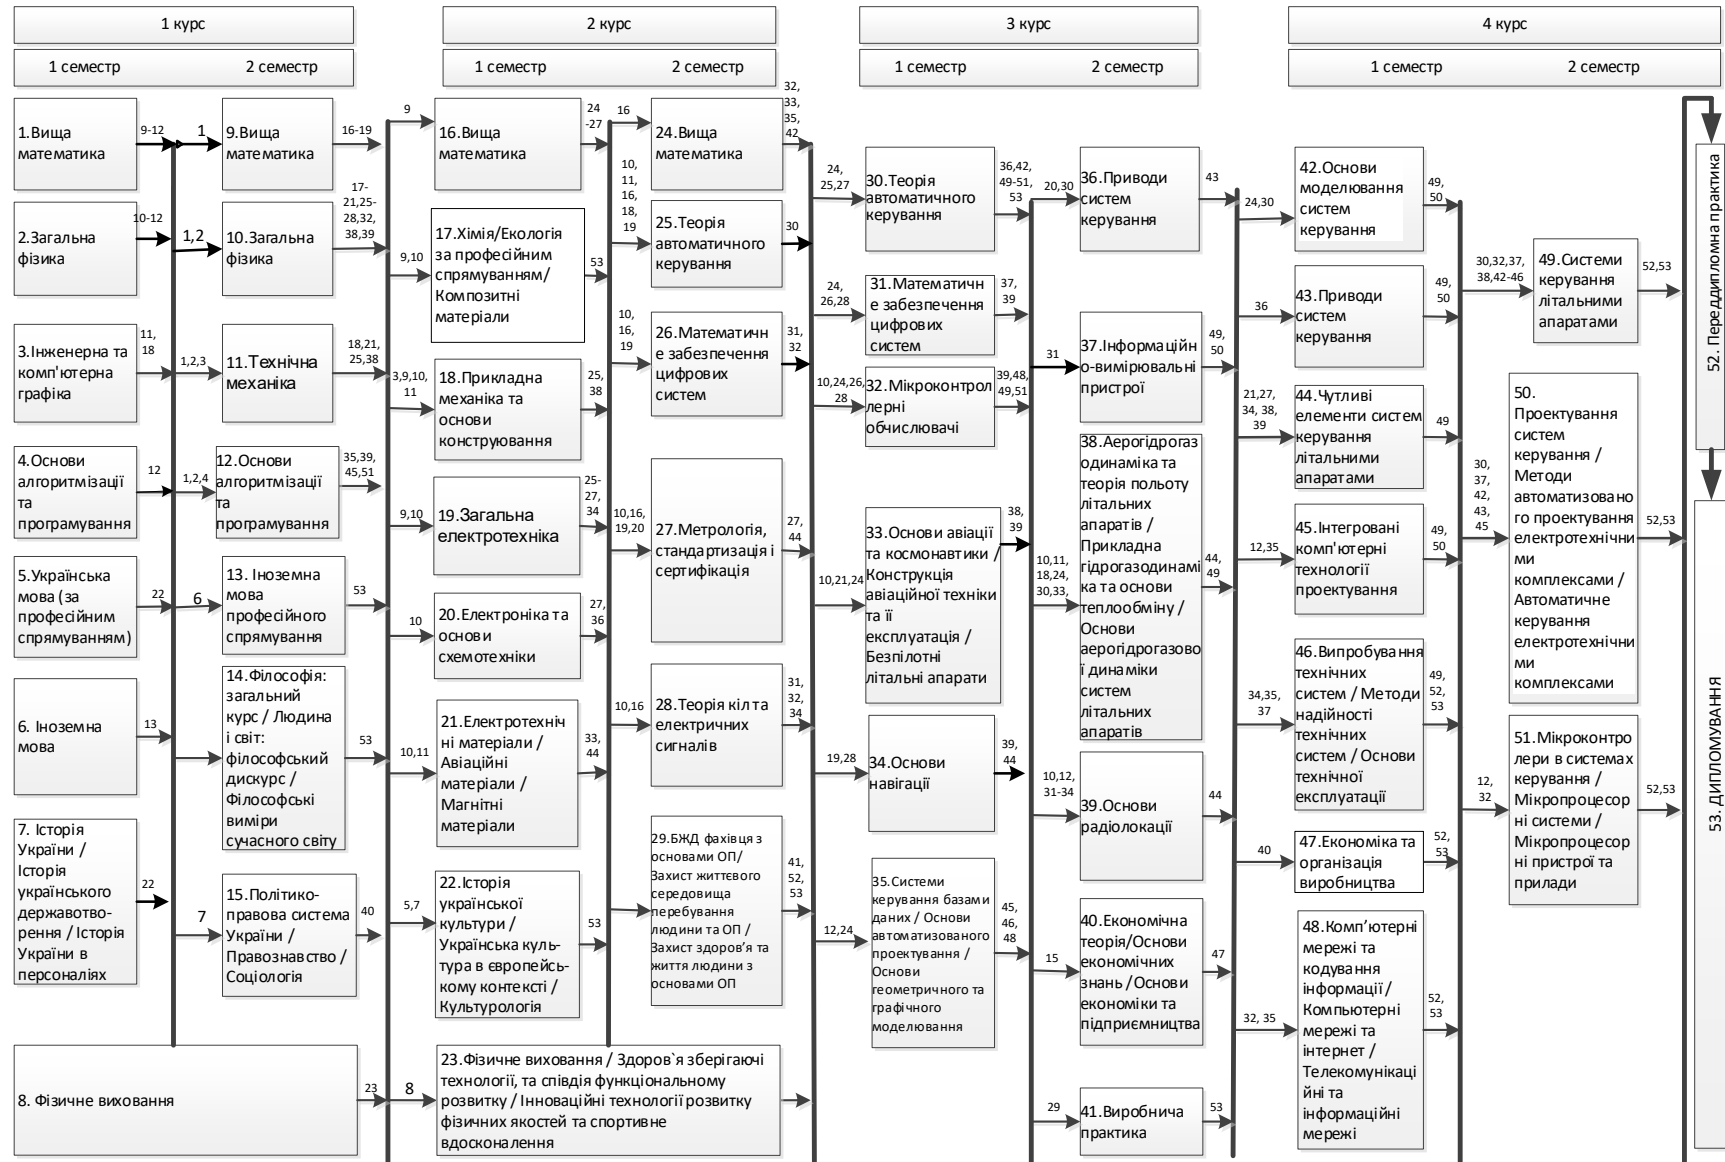 1 курс
2 курс
3 курс
4 курс
1 семестр
2 семестр
1 семестр
2 семестр
1 семестр
2 семестр
1 семестр
2 семестр
1.Вища
математика
9-12
2.Загальна
фізика
10-12
3.Інженерна та
комп'ютерна
графіка
11,
18
4.Основи
алгоритмізації
та
програмування
12
5.Українська
мова (за
професійним
спрямуванням)
22
6. Іноземна
мова
13
7. Історія
України /
Історія
українського
державотво-
рення / Історія
України в
персоналіях
22
8. Фізичне виховання
23
1
9.Вища
математика
16-19
1,2
10.Загальна
фізика
17-
21,25-
28,32,
38,39
1,2,3
11.Технічна
механіка
18,21,
25,38
1,2,4
12.Основи
алгоритмізації
та
програмування
35,39,
45,51
6
13. Іноземна
мова
професійного
спрямування
53
14.Філософія:
загальний
курс / Людина
і світ:
філософський
дискурс /
Філософські
виміри
сучасного світу
53
7
15.Політико-
правова система
України /
Правознавство /
Соціологія
40
9
16.Вища
математика
24
-27
9,10
17.Хімія/Екологія
за професійним
спрямуванням/
Композитні
матеріали
53
3,9,10,
11
18.Прикладна
механіка та
основи
конструювання
25,
38
9,10
19.Загальна
електротехніка
25-
27,
34
10
20.Електроніка та
основи
схемотехніки
27,
36
10,11
21.Електротехніч
ні матеріали /
Авіаційні
матеріали /
Магнітні
матеріали
33,
44
5,7
22.Історія
української
культури /
Українська куль-
тура в європейсь-
кому контексті /
Культурологія
53
8
23.Фізичне виховання / Здоров`я зберігаючі
технології, та співдія функціональному
розвитку / Інноваційні технології розвитку
фізичних якостей та спортивне
вдосконалення
16
24.Вища
математика
32,
33,
35,
42
10,
11,
16,
18,
19
25.Теорія
автоматичного
керування
30
10,
16,
19
26.Математичн
е забезпечення
цифрових
систем
31,
32
10,16,
19,20
27.Метрологія,
стандартизація і
сертифікація
27,
44
10,16
28.Теорія кіл та
електричних
сигналів
31,
32,
34
29.БЖД фахівця з
основами ОП/
Захист життєвого
середовища
перебування
людини та ОП /
Захист здоров’я та
життя людини з
основами ОП
41,
52,
53
24,
25,27
30.Теорія
автоматичного
керування
36,42,
49-51,
53
24,
26,28
31.Математичн
е забезпечення
цифрових
систем
37,
39
10,24,26,
28
32.Мікроконтрол
лерні
обчислювачі
39,48,
49,51
10,21,24
33.Основи авіації
та космонавтики /
Конструкція
авіаційної техніки
та її
експлуатація /
Безпілотні
літальні апарати
38,
39
19,28
34.Основи
навігації
39,
44
12,24
35.Системи
керування базами
даних / Основи
автоматизованого
проектування /
Основи
геометричного та
графічного
моделювання
45,
46,
48
20,30
36.Приводи
систем
керування
43
31
37.Інформаційн
о-вимірювальні
пристрої
49,
50
10,11,
18,24,
30,33,
38.Аерогідрогаз
одинаміка та
теорія польоту
літальних
апаратів /
Прикладна
гідрогазодинамі
ка та основи
теплообміну /
Основи
аерогідрогазово
ї динаміки
систем
літальних
апаратів
44,
49
10,12,
31-34
39.Основи
радіолокації
44
15
40.Економічна
теорія/Основи
економічних
знань /Основи
економіки та
підприємництва
47
29
41.Виробнича
практика
53
24,30
42.Основи
моделювання
систем
керування
49,
50
36
43.Приводи
систем
керування
49,
50
21,27,
34, 38,
39
44.Чутливі
елементи систем
керування
літальними
апаратами
49
12,35
45.Інтегровані
комп'ютерні
технології
проектування
49,
50
34,35,
37
46.Випробування
технічних
систем / Методи
надійності
технічних
систем / Основи
технічної
експлуатації
49,
52,
53
40
47.Економіка та
організація
виробництва
52,
53
32, 35
48.Комп’ютерні
мережі та
кодування
інформації /
Компьютерні
мережі та
інтернет /
Телекомунікаці
йні та
інформаційні
мережі
52,
53
30,32,37,
38,42-46
49.Системи
керування
літальними
апаратами
52,53
30,
37,
42,
43,
45
50.
Проектування
систем
керування /
Методи
автоматизовано
го проектування
електротехнічни
ми
комплексами /
Автоматичне
керування
електротехнічни
ми
комплексами
52,53
12,
32
51.Мікроконтро
лери в системах
керування /
Мікропроцесор
ні системи /
Мікропроцесор
ні пристрої та
прилади
52,53
52. Переддипломна практика
53. ДИПЛОМУВАННЯ